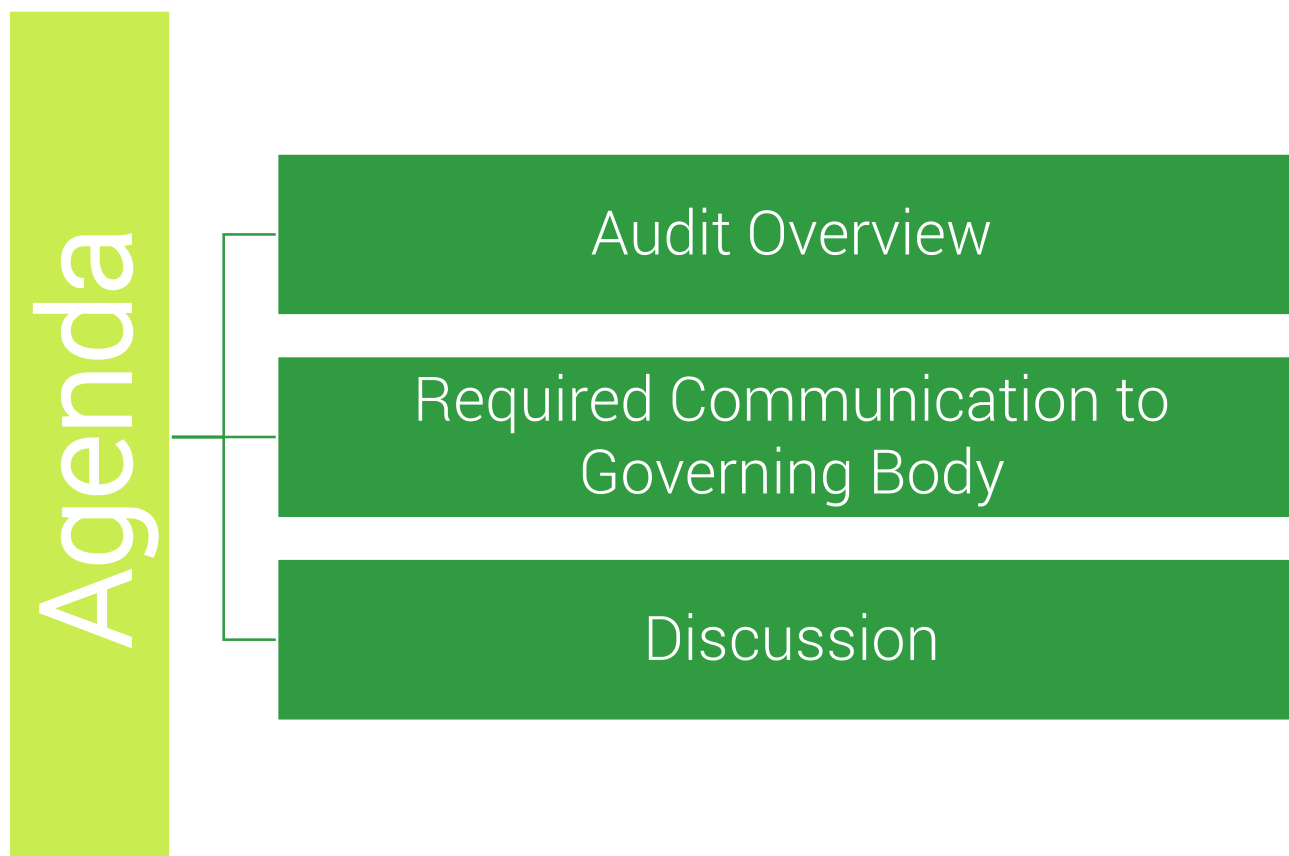 Agenda
Audit Overview
Required Communication to
Governing Body
Discussion